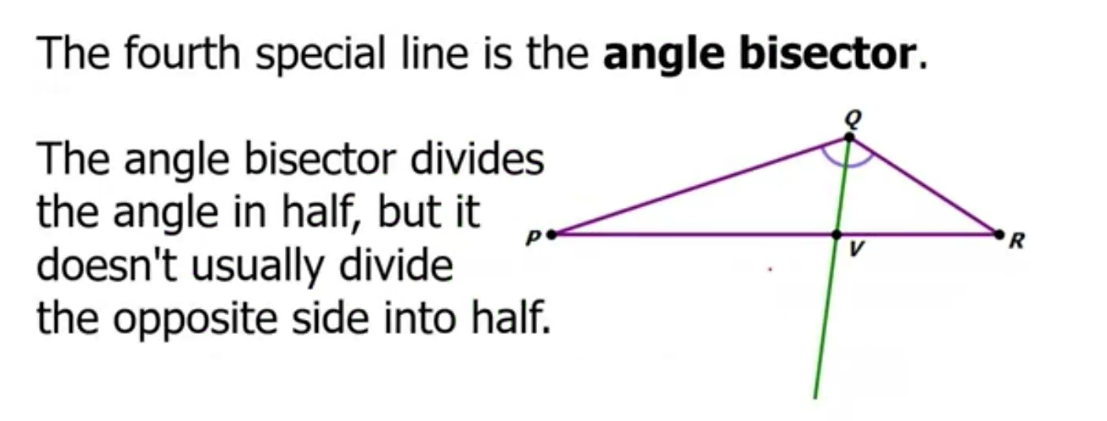 The fourth special line is the angle bisector.
The angle bisector divides
the angle in half, but it
doesn't usually divide
the opposite side into half.
Q
P
V
R